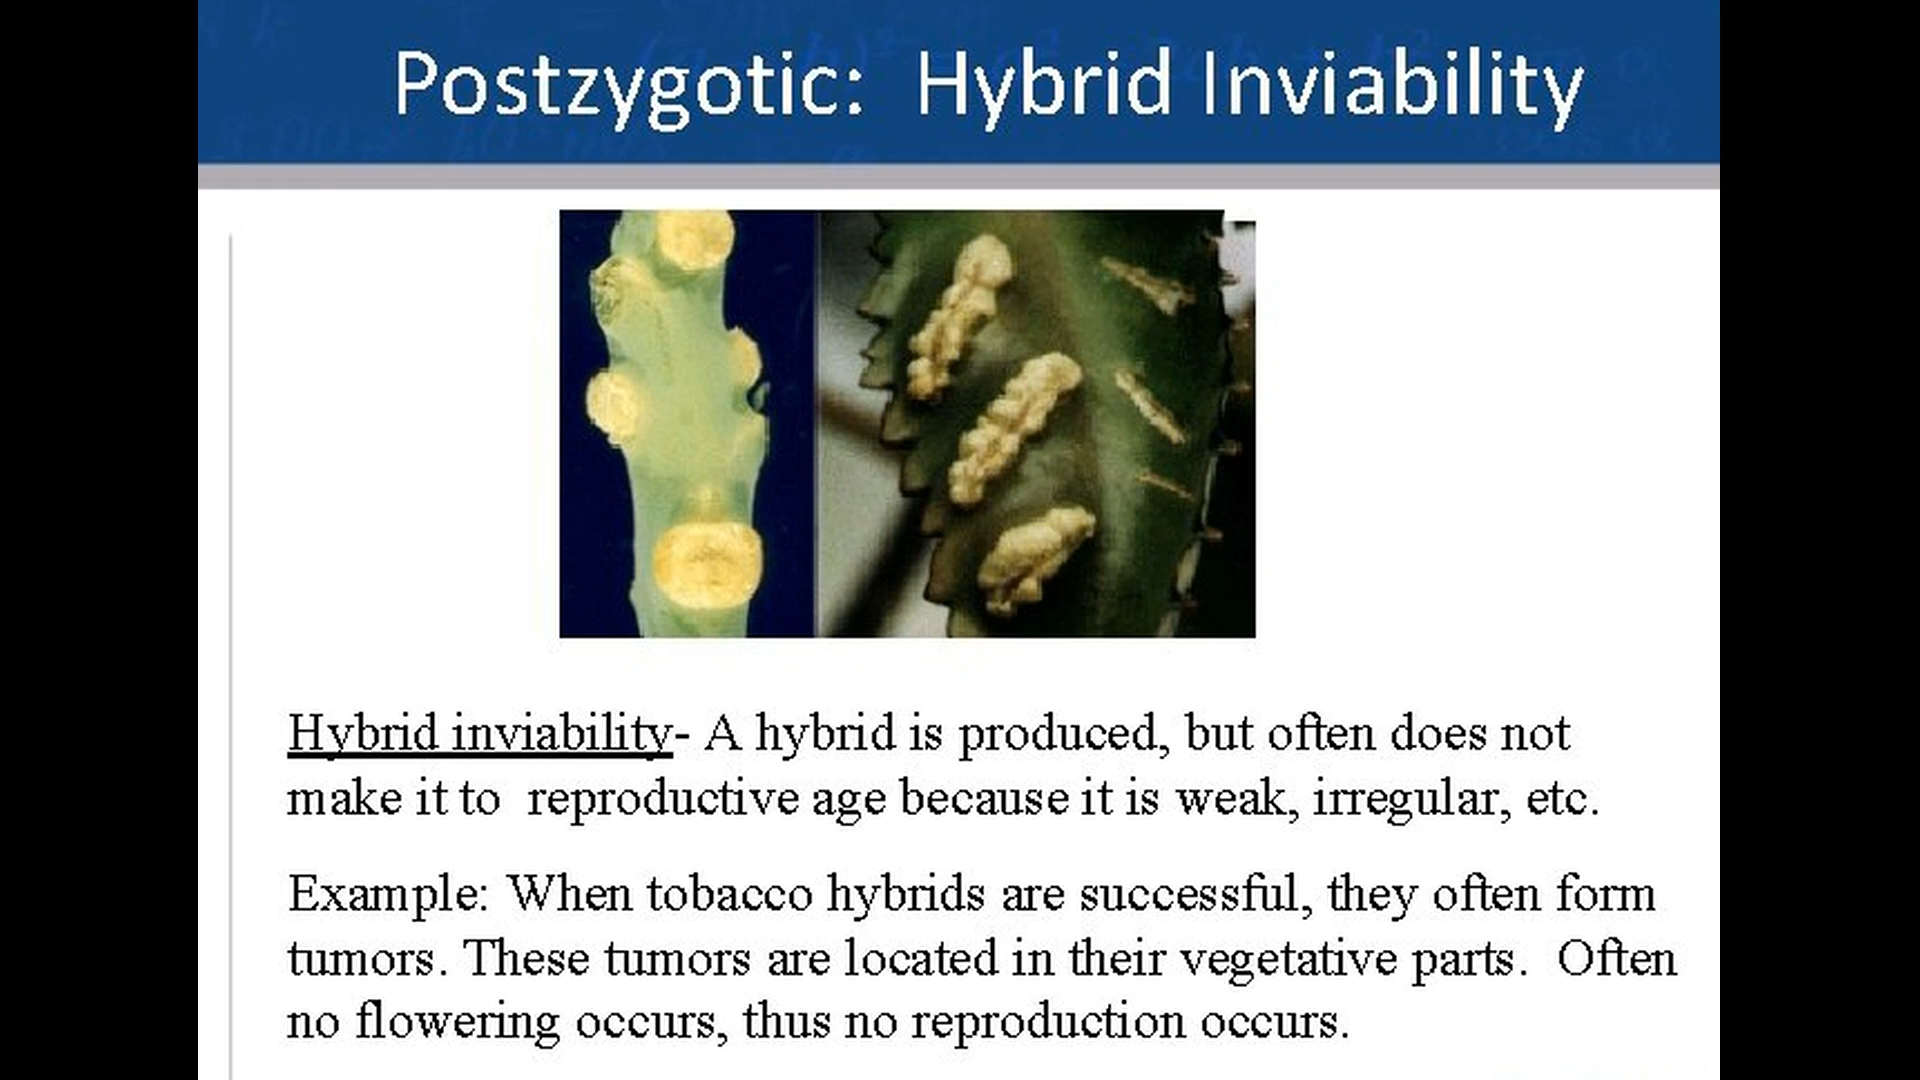 Postzygotic: Hybrid Inviability
Hybrid inviability- A hybrid is produced, but often does not
make it to reproductive age because it is weak, irregular, etc.
Example: When tobacco hybrids are successful, they often form
tumors. These tumors are located in their vegetative parts. Often
no flowering occurs, thus no reproduction occurs.